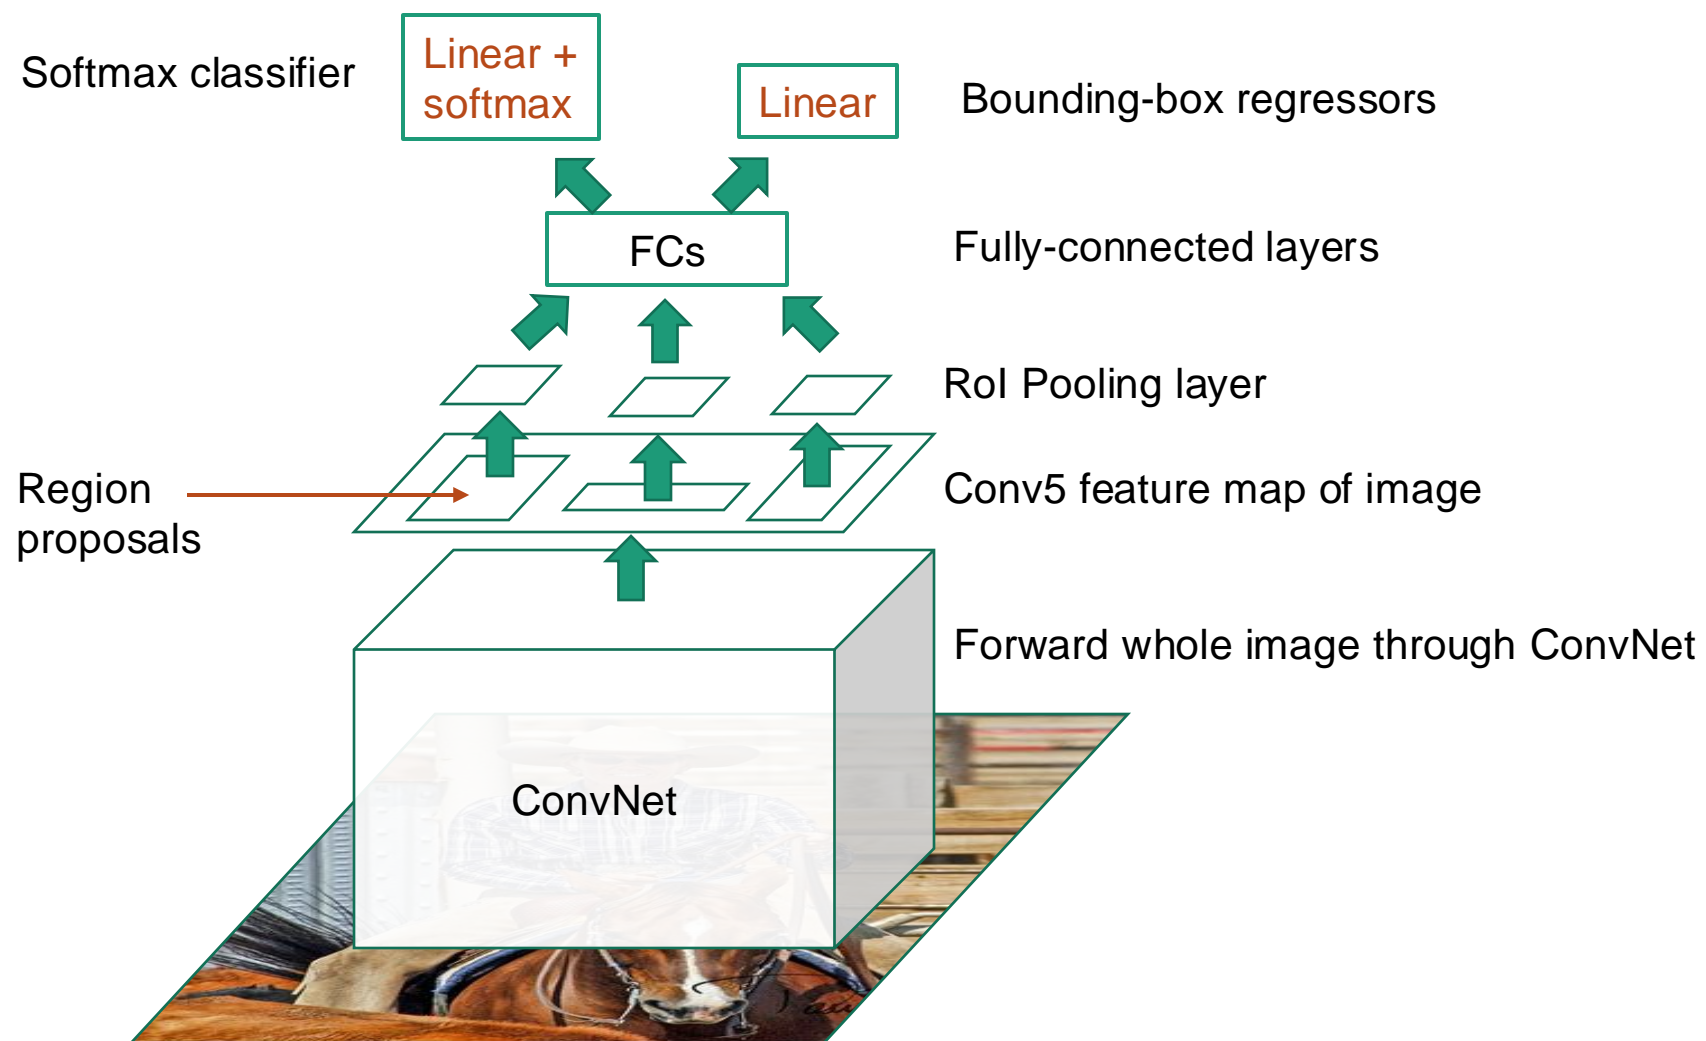 Softmax classifier
Linear +
softmax
Linear
Bounding-box regressors
FCs
Fully-connected layers
RoI Pooling layer
Region
proposals
Conv5 feature map of image
Forward whole image through ConvNet
ConvNet